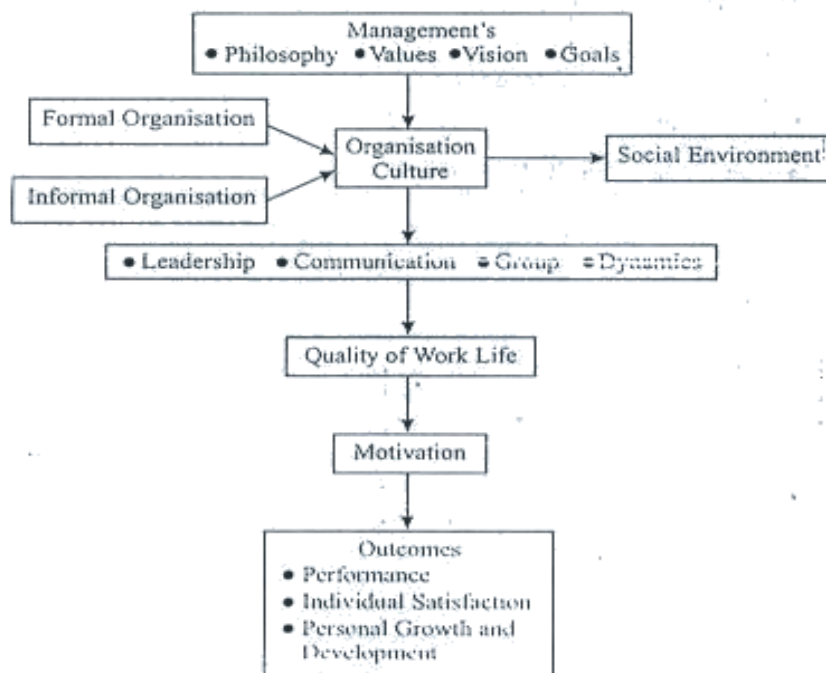 Management's
● Philosophy ● Values ● Vision ● Goals
Formal Organisation
Organisation
Culture
Social Environment
Informal Organisation
● Leadership ● Communication ● Group ● Dynamics
Quality of Work Life
Motivation
Outcomes
● Performance
● Individual Satisfaction
● Personal Growth and
Development